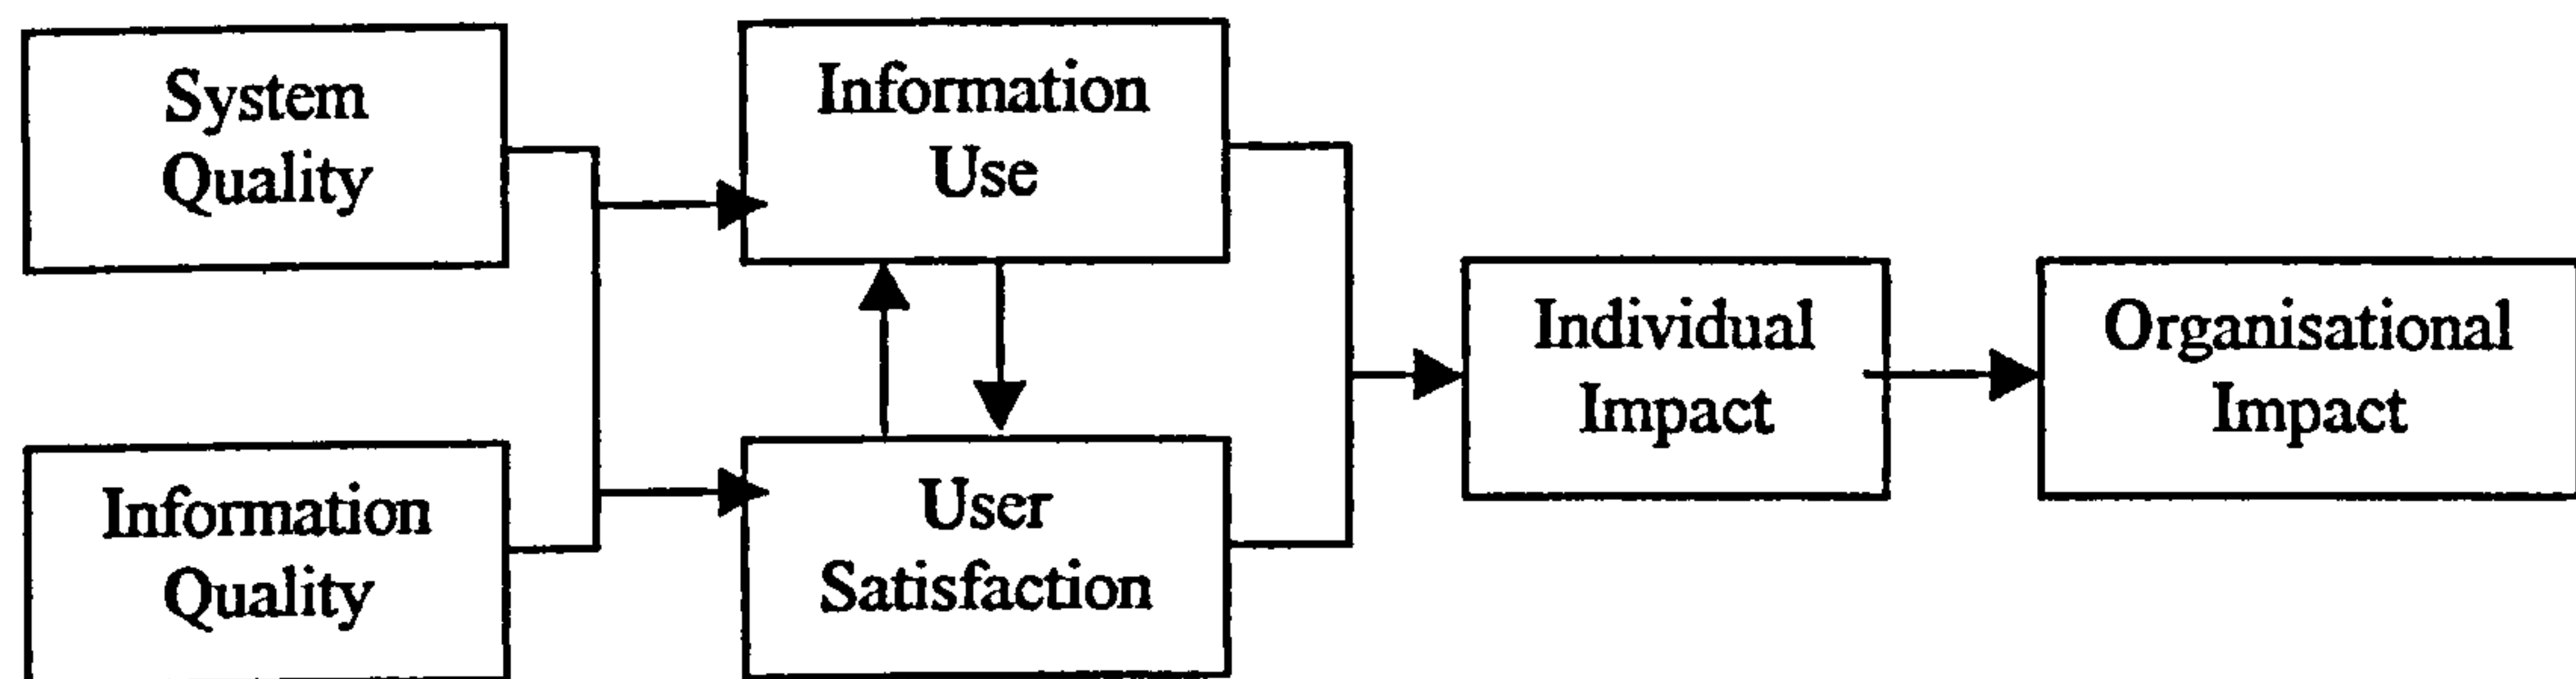 System
Quality
Information
Use
Information
Quality
User
Satisfaction
Individual
Impact
Organisational
Impact